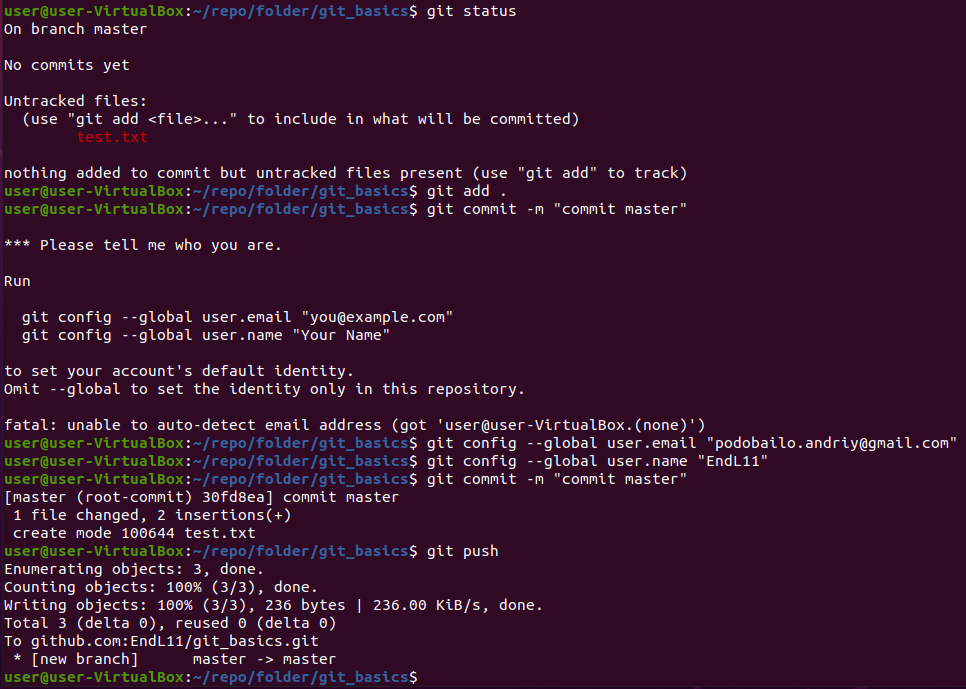 user@user-VirtualBox:~/repo/folder/git_basics$ git status
On branch master
No commits yet
Untracked files:
  (use "git add <file>..." to include in what will be committed)
        test.txt
nothing added to commit but untracked files present (use "git add" to track)
user@user-VirtualBox:~/repo/folder/git_basics$ git add .
user@user-VirtualBox:~/repo/folder/git_basics$ git commit -m "commit master"
*** Please tell me who you are.
Run
  git config --global user.email "you@example.com"
  git config --global user.name "Your Name"
to set your account's default identity.
Omit --global to set the identity only in this repository.
fatal: unable to auto-detect email address (got 'user@user-VirtualBox.(none)')
user@user-VirtualBox:~/repo/folder/git_basics$ git config --global user.email "podobailo.andriy@gmail.com"
user@user-VirtualBox:~/repo/folder/git_basics$ git config --global user.name "EndL11"
user@user-VirtualBox:~/repo/folder/git_basics$ git commit -m "commit master"
[master (root-commit) 30fd8ea] commit master
 1 file changed, 2 insertions(+)
 create mode 100644 test.txt
user@user-VirtualBox:~/repo/folder/git_basics$ git push
Enumerating objects: 3, done.
Counting objects: 100% (3/3), done.
Writing objects: 100% (3/3), 236 bytes | 236.00 KiB/s, done.
Total 3 (delta 0), reused 0 (delta 0)
To github.com:EndL11/git_basics.git
 * [new branch]      master -> master
user@user-VirtualBox:~/repo/folder/git_basics$